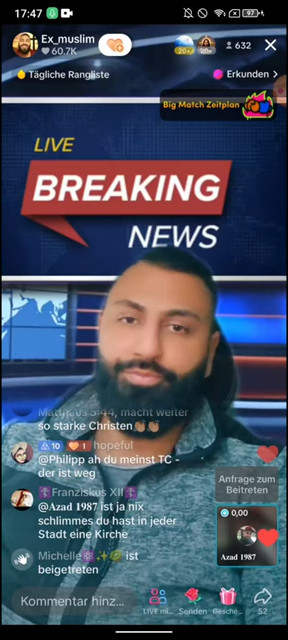 17:47
97
Ex_muslim
60.7K
20+
20+
632
Tägliche Rangliste
Erkunden >
Big Match Zeitplan
LIVE
BREAKING
NEWS
Matthäus 5:44, macht weiter
so starke Christen
10
1
hopeful
@Philipp ah du meinst TC -
der ist weg
Franziskus XII
@Azad 1987 ist ja nix
schlimmes du hast in jeder
Stadt eine Kirche
Michelle
ist
beigetreten
Anfrage zum
Beitreten
0,00
Azad 1987
Kommentar hinz...
LIVE mi...
Senden
Gesche...
52